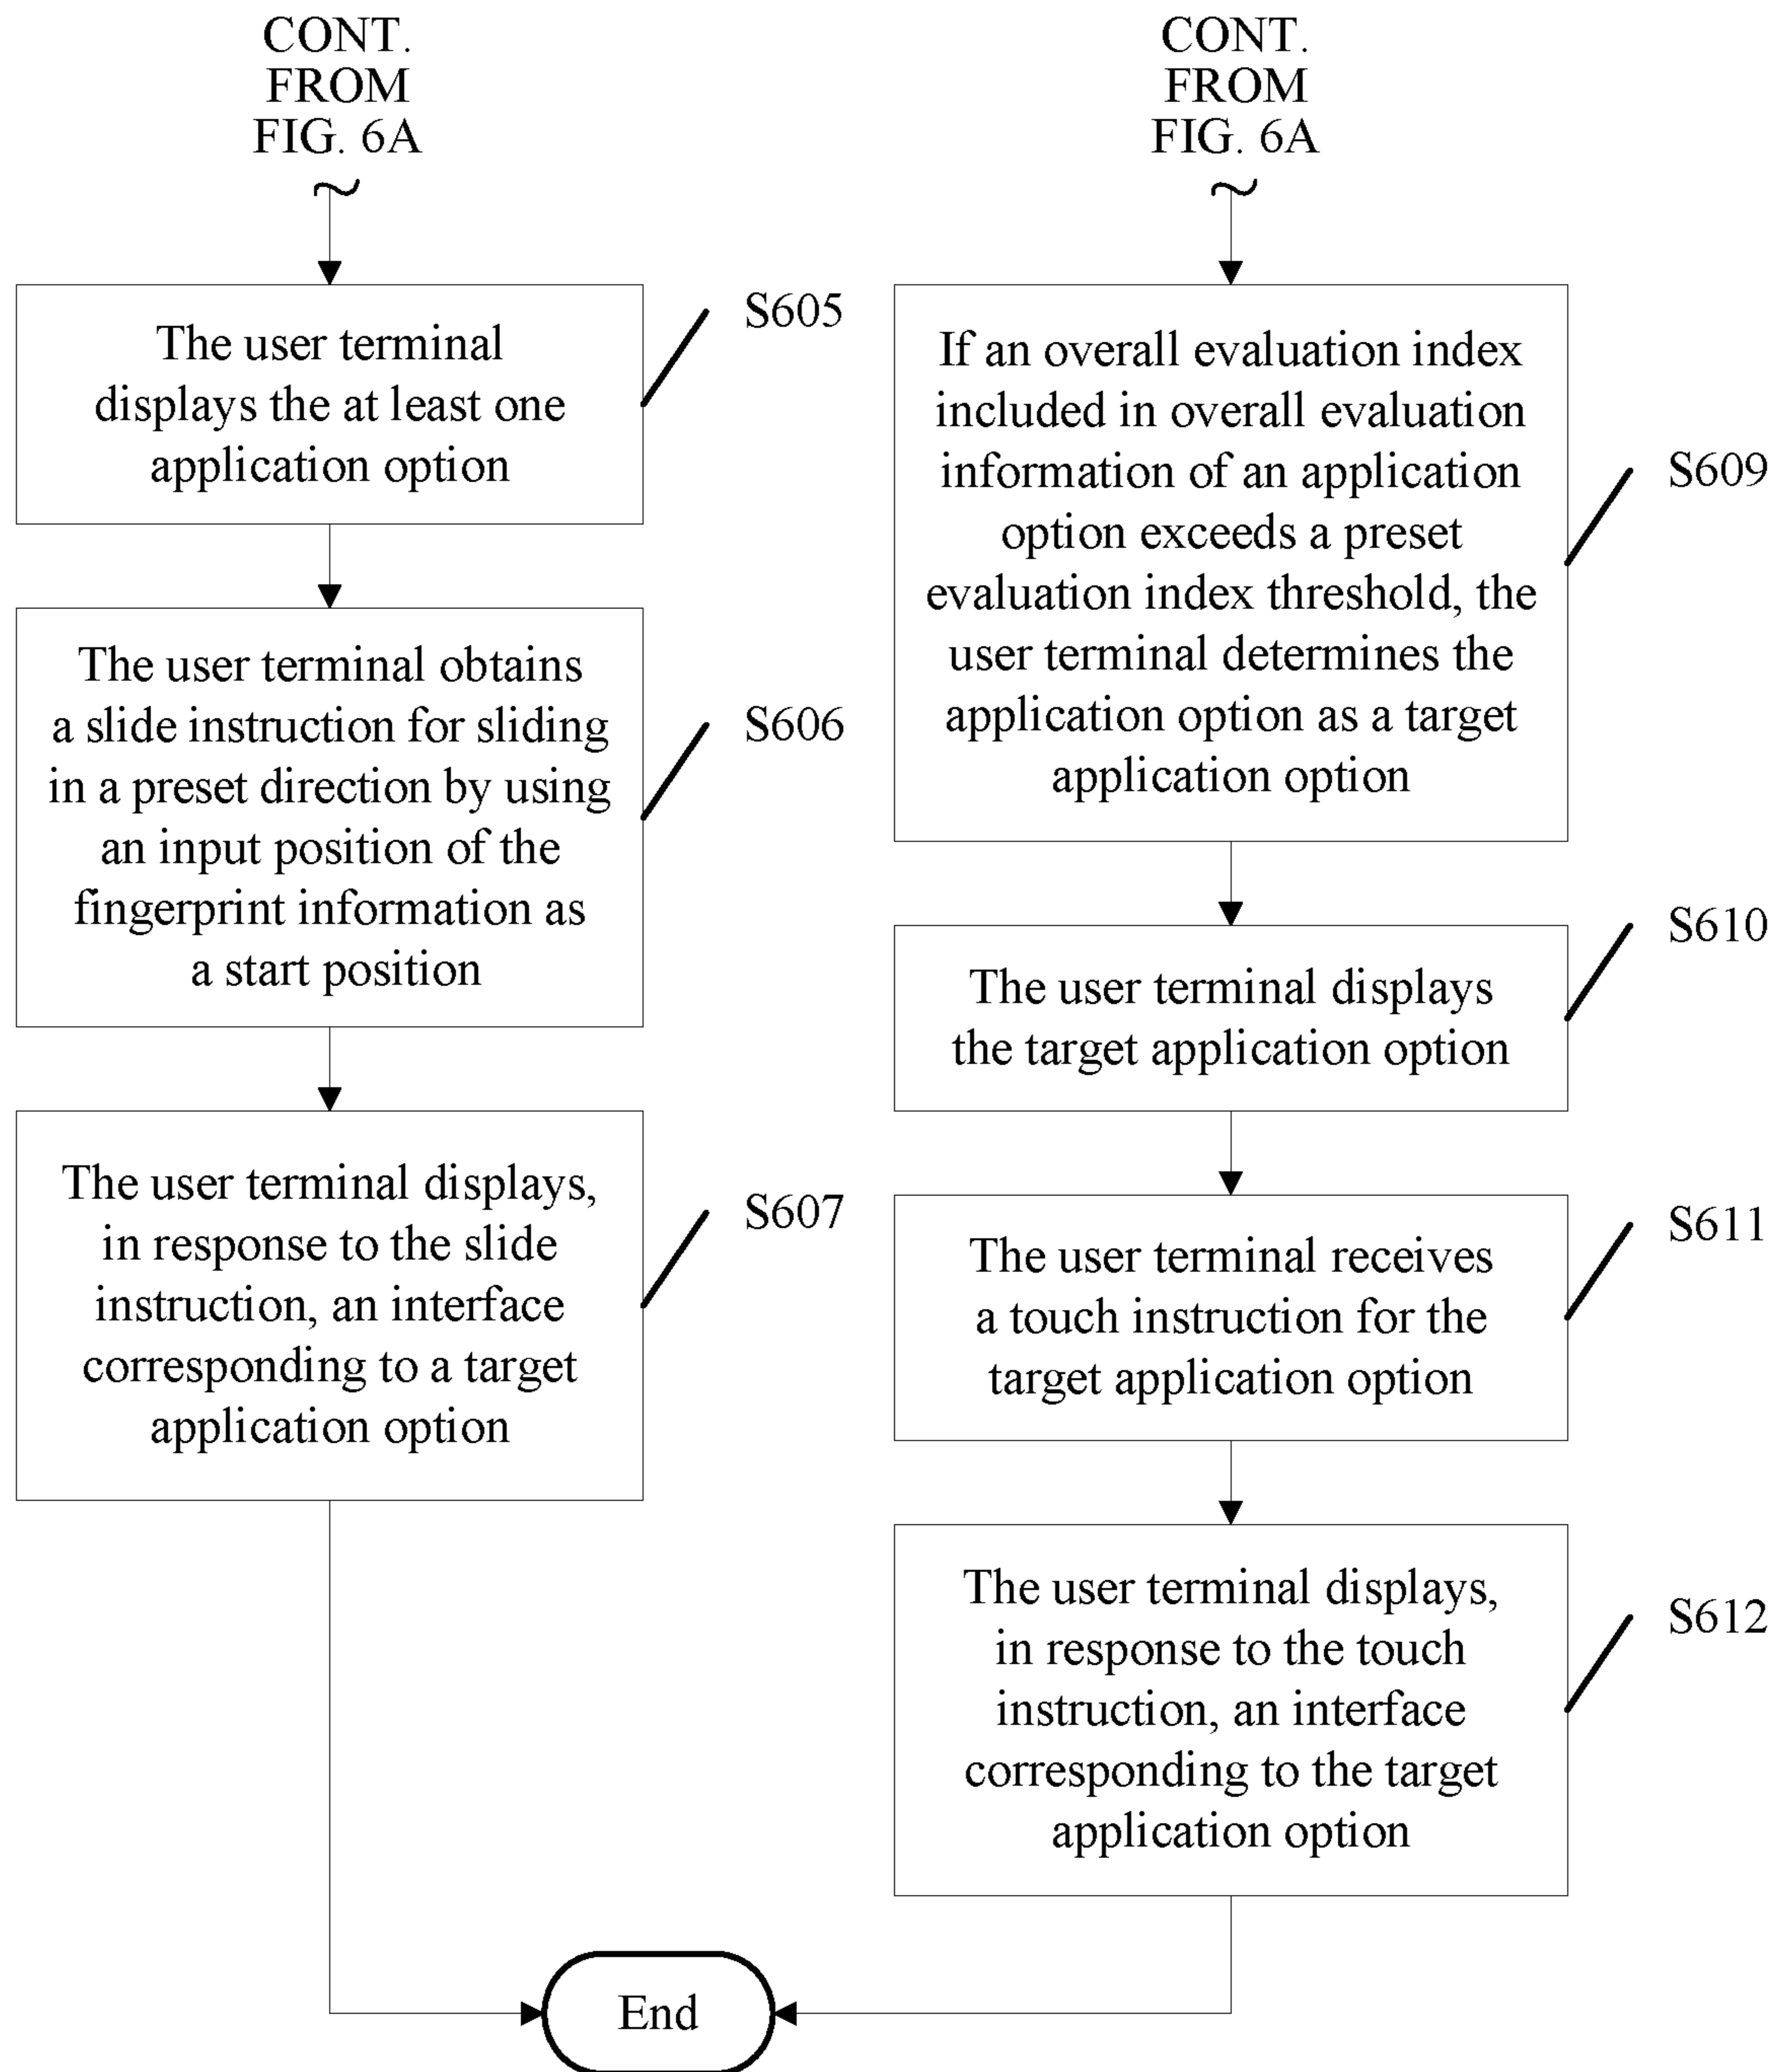 CONT.
FROM
FIG. 6A
The user terminal
displays the at least one
application option
S605
The user terminal obtains
a slide instruction for sliding
in a preset direction by using
an input position of the
fingerprint information as
a start position
S606
The user terminal displays,
in response to the slide
instruction, an interface
corresponding to a target
application option
S607
CONT.
FROM
FIG. 6A
If an overall evaluation index
included in overall evaluation
information of an application
option exceeds a preset
evaluation index threshold, the
user terminal determines the
application option as a target
application option
S609
The user terminal displays
the target application option
S610
The user terminal receives
a touch instruction for the
target application option
S611
The user terminal displays,
in response to the touch
instruction, an interface
corresponding to the target
application option
S612
End